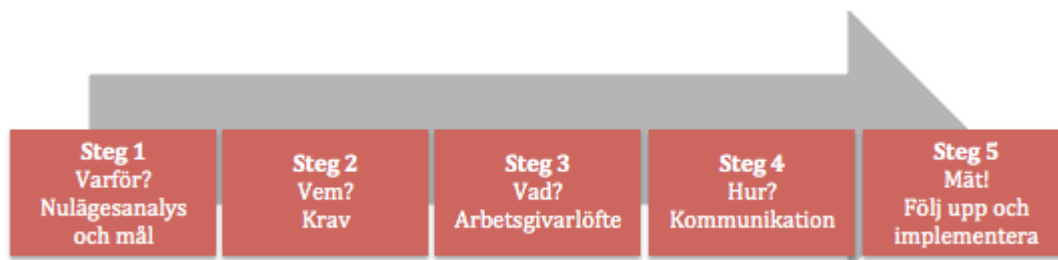 Steg 1
Varför?
Nulägesanalys
och mål
Steg 2
Vem?
Krav
Steg 3
Vad?
Arbetsgivarlöfte
Steg 4
Hur?
Kommunikation
Steg 5
Mät!
Följ upp och
implementera